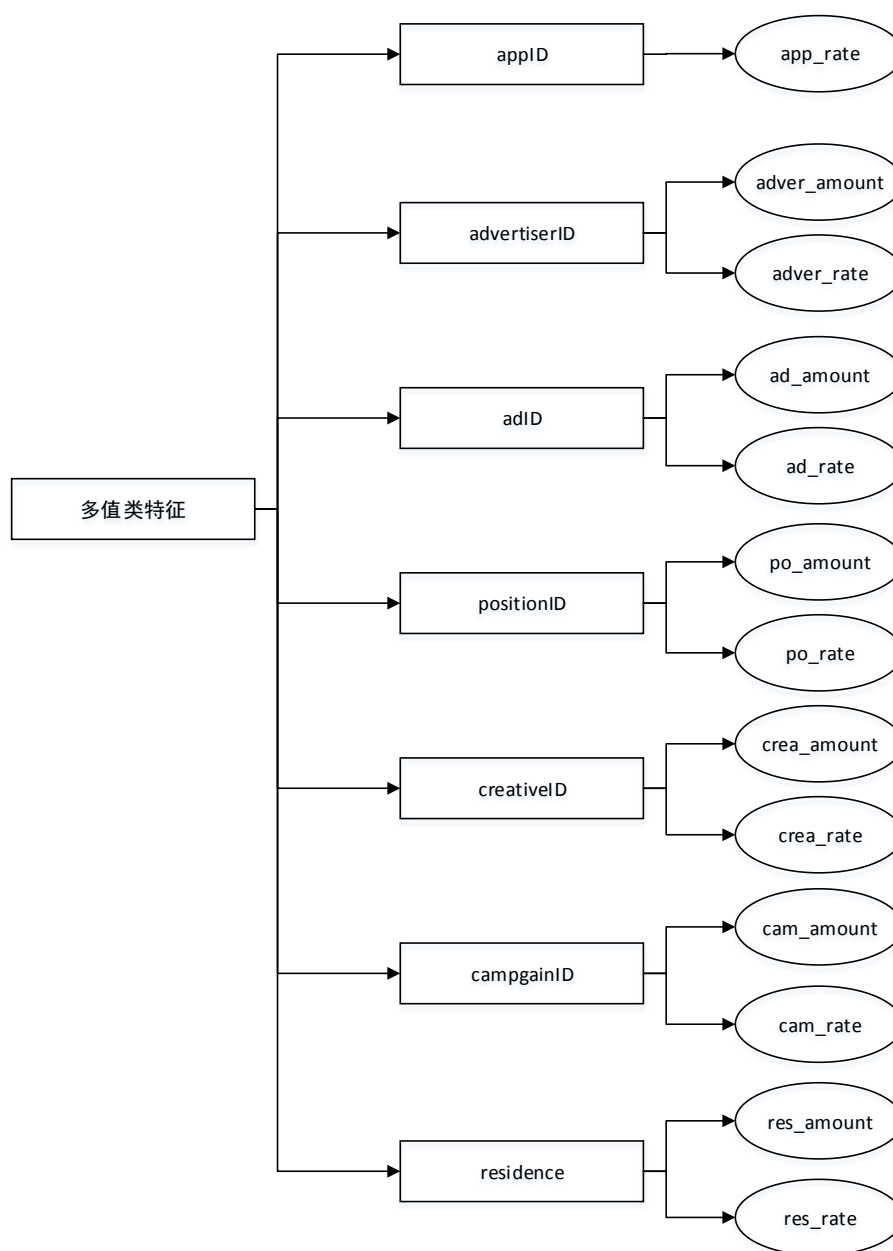 appID
app_rate
adver_amount
advertiserID
adver_rate
ad_amount
adID
ad_rate
多值类特征
po_amount
positionID
po_rate
crea_amount
creativeID
crea_rate
cam_amount
campgainID
cam_rate
res_amount
residence
res_rate